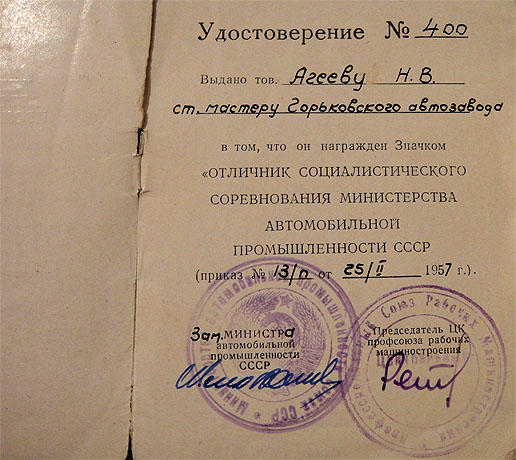 Удостоверение № 400
Выдано тов. Агееву Н.В.
ст. мастеру Горьковского автозавода
в том, что он награжден Значком
«ОТЛИЧНИК СОЦИАЛИСТИЧЕСКОГО
СОРЕВНОВАНИЯ МИНИСТЕРСТВА
АВТОМОБИЛЬНОЙ
ПРОМЫШЛЕННОСТИ СССР
(приказ № 13/п от 25/II 1957 г.).
Зам. МИНИСТРа
автомобильной
промышленности
СССР
Председатель ЦК
профсоюза рабочих
машиностроения